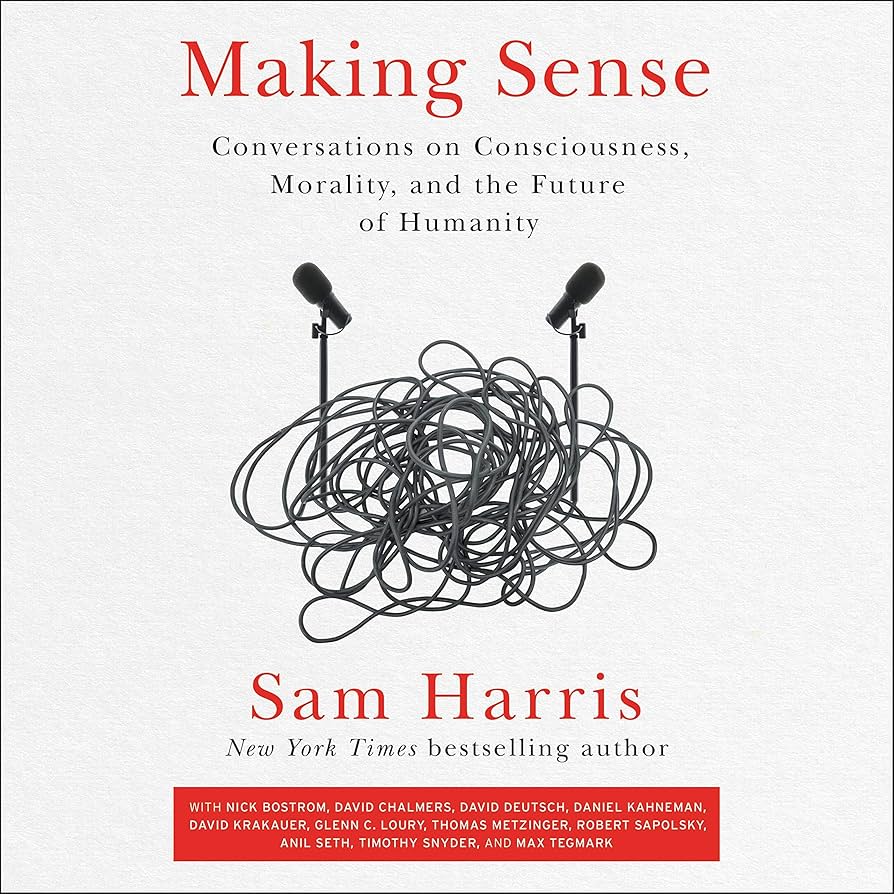 Making Sense
Conversations on Consciousness,
Morality, and the Future
of Humanity
Sam Harris
New York Times bestselling author
WITH NICK BOSTROM, DAVID CHALMERS, DAVID DEUTSCH, DANIEL KAHNEMAN,
DAVID KRAKAUER, GLENN C. LOURY, THOMAS METZINGER, ROBERT SAPOLSKY,
ANIL SETH, TIMOTHY SNYDER, AND MAX TEGMARK